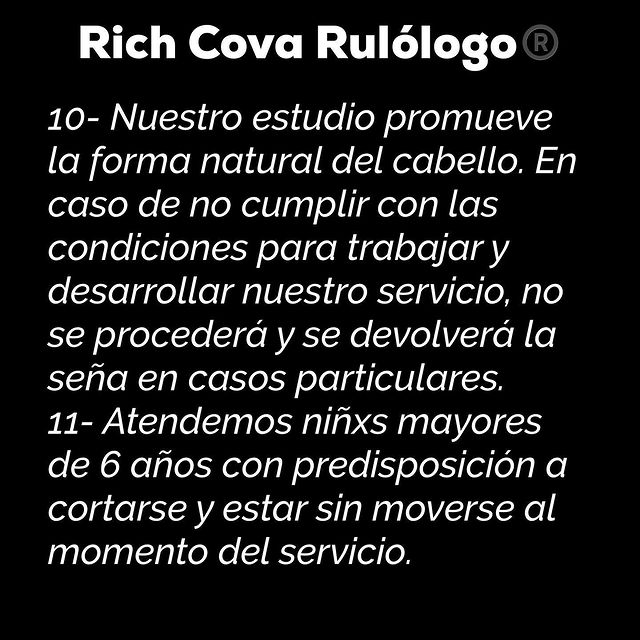 Rich Cova Rulólogo®
10- Nuestro estudio promueve
la forma natural del cabello. En
caso de no cumplir con las
condiciones para trabajar y
desarrollar nuestro servicio, no
se procederá y se devolverá la
seña en casos particulares.
11- Atendemos niñxs mayores
de 6 años con predisposición a
cortarse y estar sin moverse al
momento del servicio.